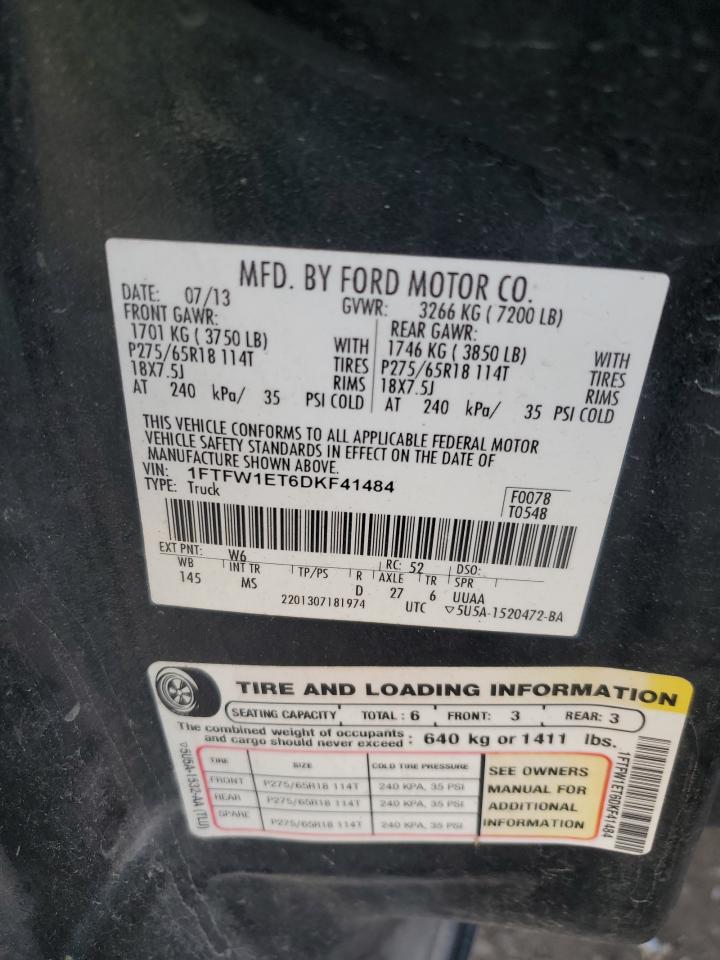 MFD. BY FORD MOTOR CO.
DATE: 07/13 GVWR: 3266 KG ( 7200 LB)
FRONT GAWR: REAR GAWR:
1701 KG ( 3750 LB) WITH 1746 KG ( 3850 LB) WITH
P275/65R18 114T TIRES P275/65R18 114T TIRES
18X7.5J RIMS 18X7.5J RIMS
AT 240 kPa/ 35 PSI COLD AT 240 kPa/ 35 PSI COLD
THIS VEHICLE CONFORMS TO ALL APPLICABLE FEDERAL MOTOR
VEHICLE SAFETY STANDARDS IN EFFECT ON THE DATE OF
MANUFACTURE SHOWN ABOVE.
VIN: 1FTFW1ET6DKF41484
TYPE: Truck
F0078
T0548
EXT PNT: W6 RC: 52 DSO:
WB INT TR TP/PS R AXLE TR SPR
145 MS D 27 6 UUAA
2201307181974 UTC ▽5U5A-1520472-BA
TIRE AND LOADING INFORMATION
SEATING CAPACITY TOTAL : 6 FRONT: 3 REAR: 3
The combined weight of occupants
and cargo should never exceed : 640 kg or 1411 lbs.
TIRE SIZE COLD TIRE PRESSURE
FRONT P275/65R18 114T 240 KPA, 35 PSI
REAR P275/65R18 114T 240 KPA, 35 PSI
SPARE P275/65R18 114T 240 KPA, 35 PSI
SEE OWNERS
MANUAL FOR
ADDITIONAL
INFORMATION
▽5U5A-1532-AA (TLU)
1FTFW1ET6DKF41484